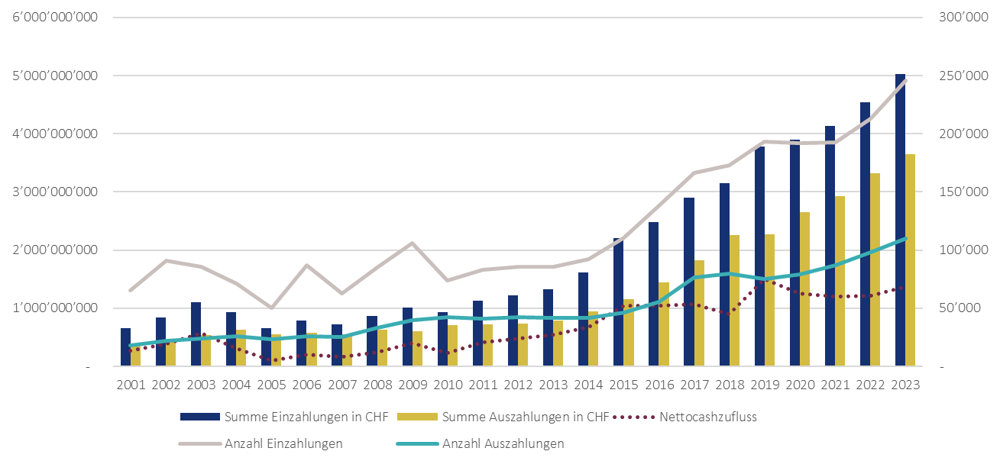 6’000’000’000 300’000
5’000’000’000 250’000
4’000’000’000 200’000
3’000’000’000 150’000
2’000’000’000 100’000
1’000’000’000 50’000
- -
2001 2002 2003 2004 2005 2006 2007 2008 2009 2010 2011 2012 2013 2014 2015 2016 2017 2018 2019 2020 2021 2022 2023
Summe Einzahlungen in CHF Summe Auszahlungen in CHF Nettocashzufluss
Anzahl Einzahlungen Anzahl Auszahlungen